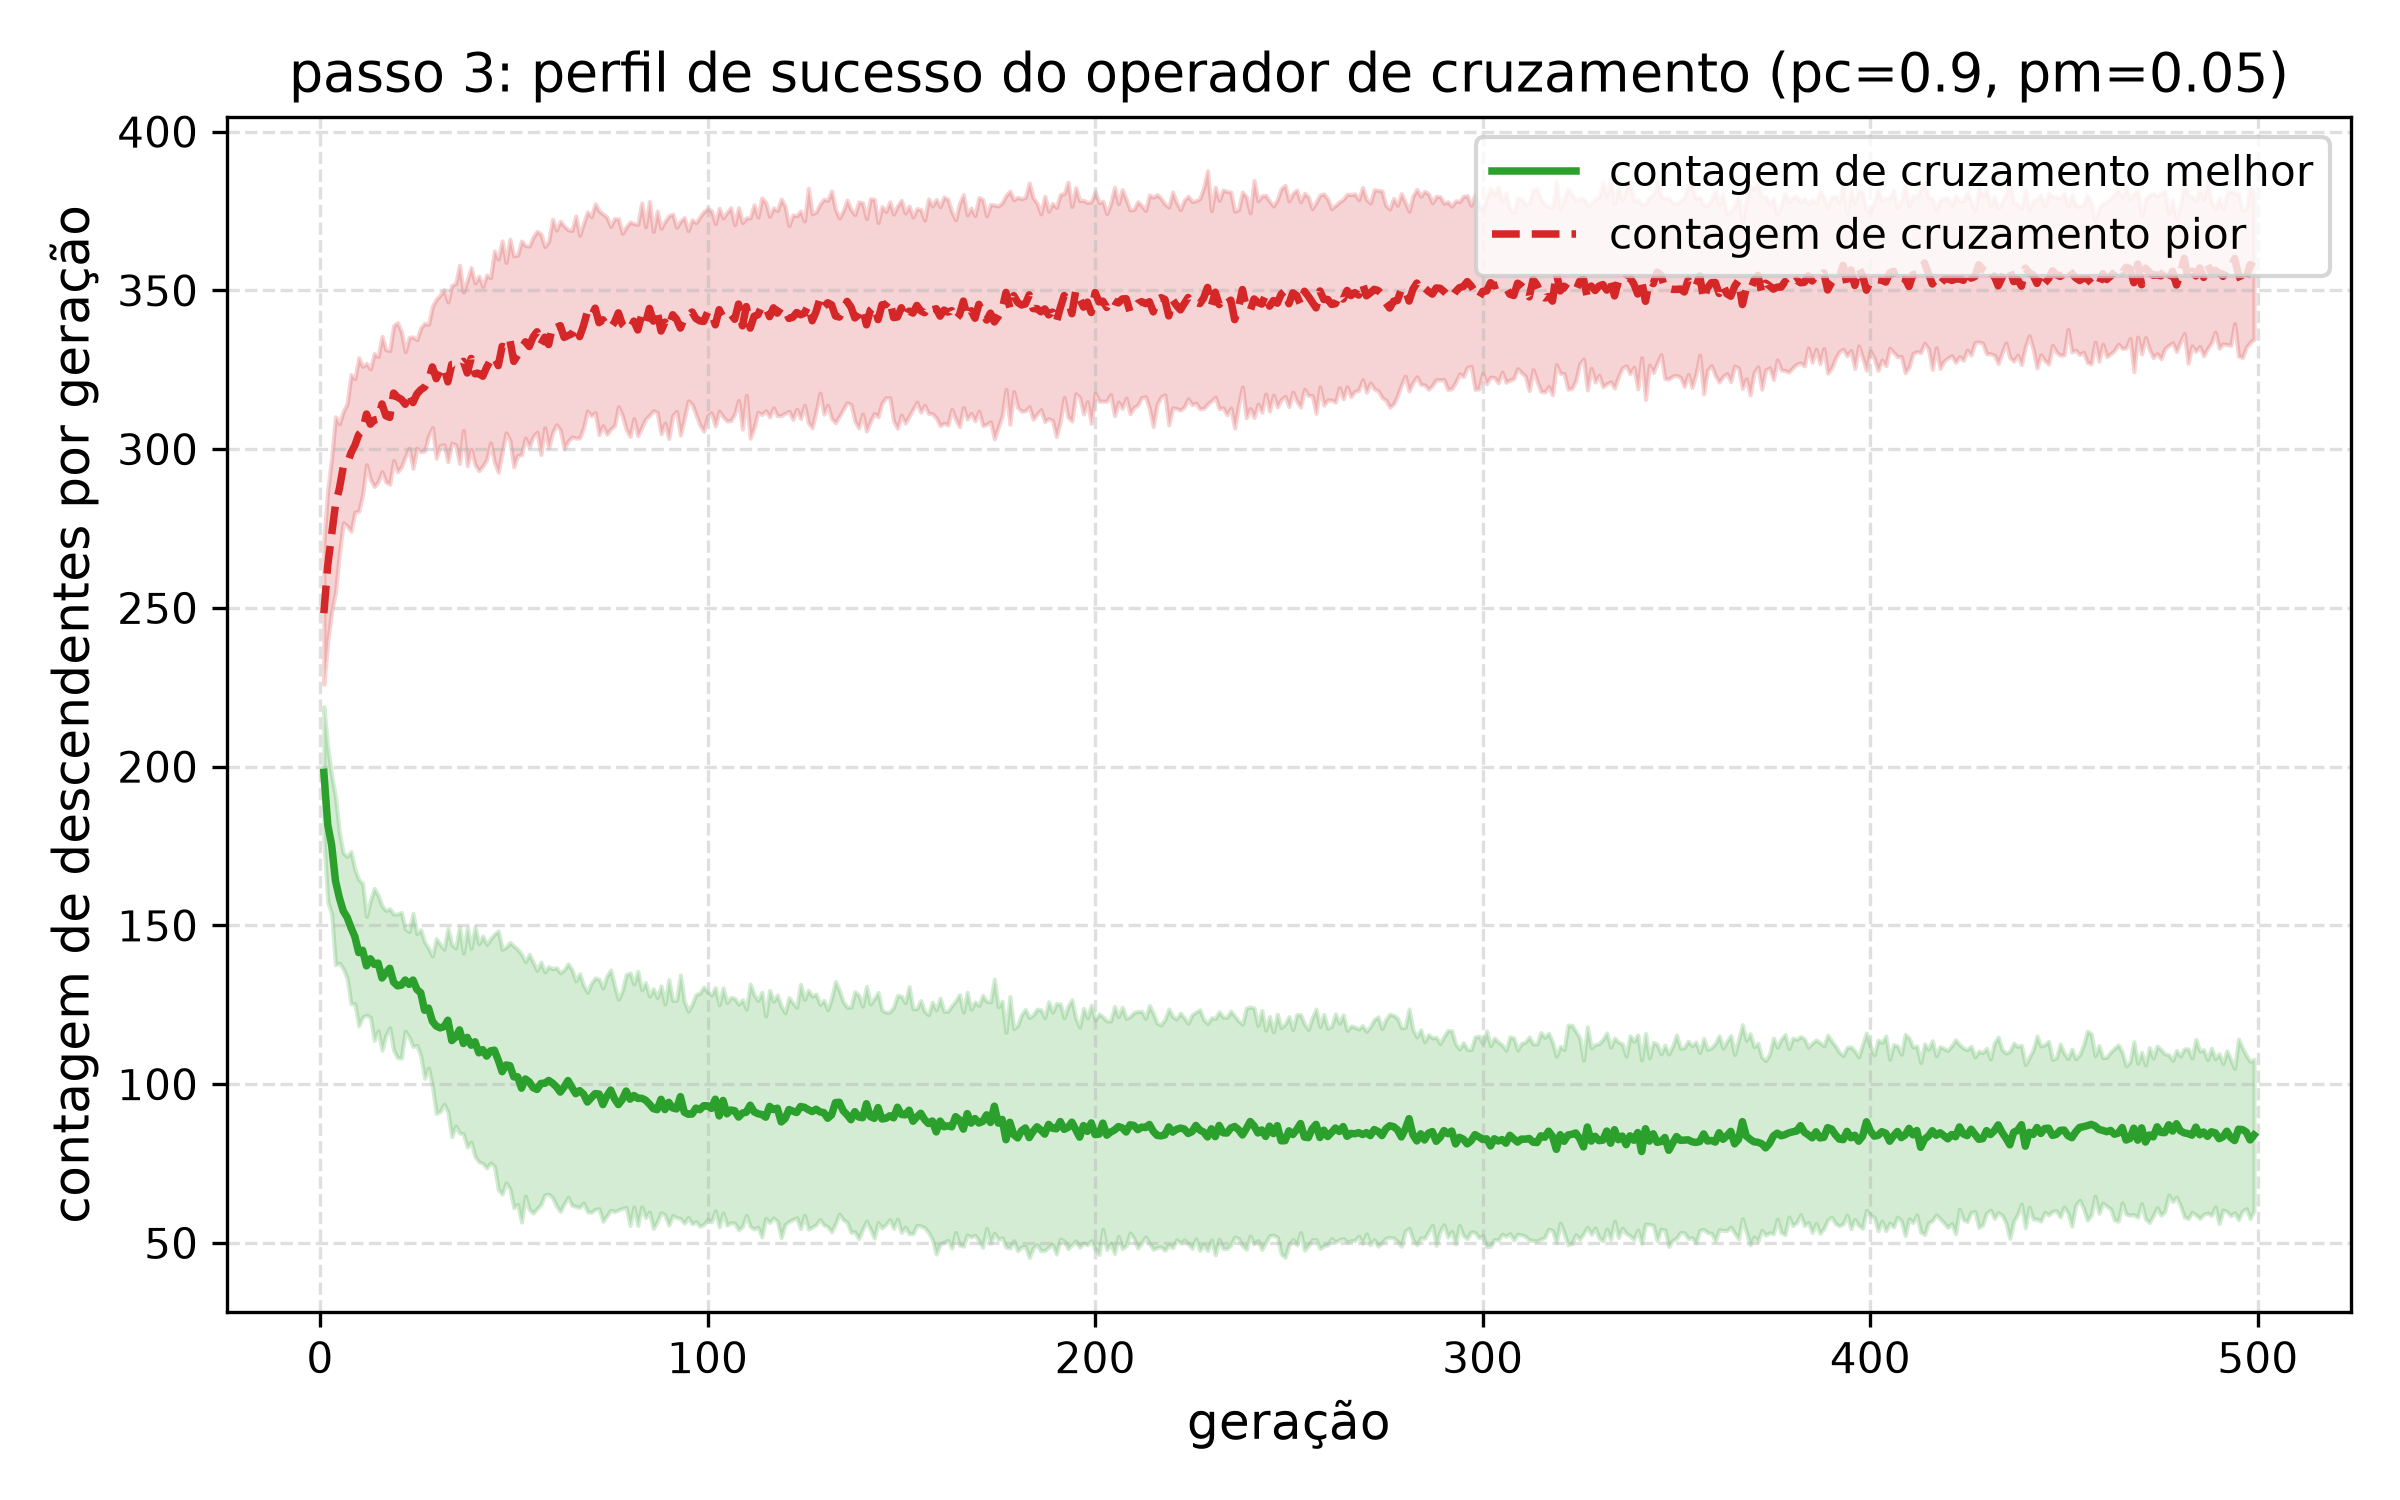 passo 3: perfil de sucesso do operador de cruzamento (pc=0.9, pm=0.05)
contagem de cruzamento melhor
contagem de cruzamento pior
contagem de descendentes por geração
400
350
300
250
200
150
100
50
0
100
200
300
400
500
geração